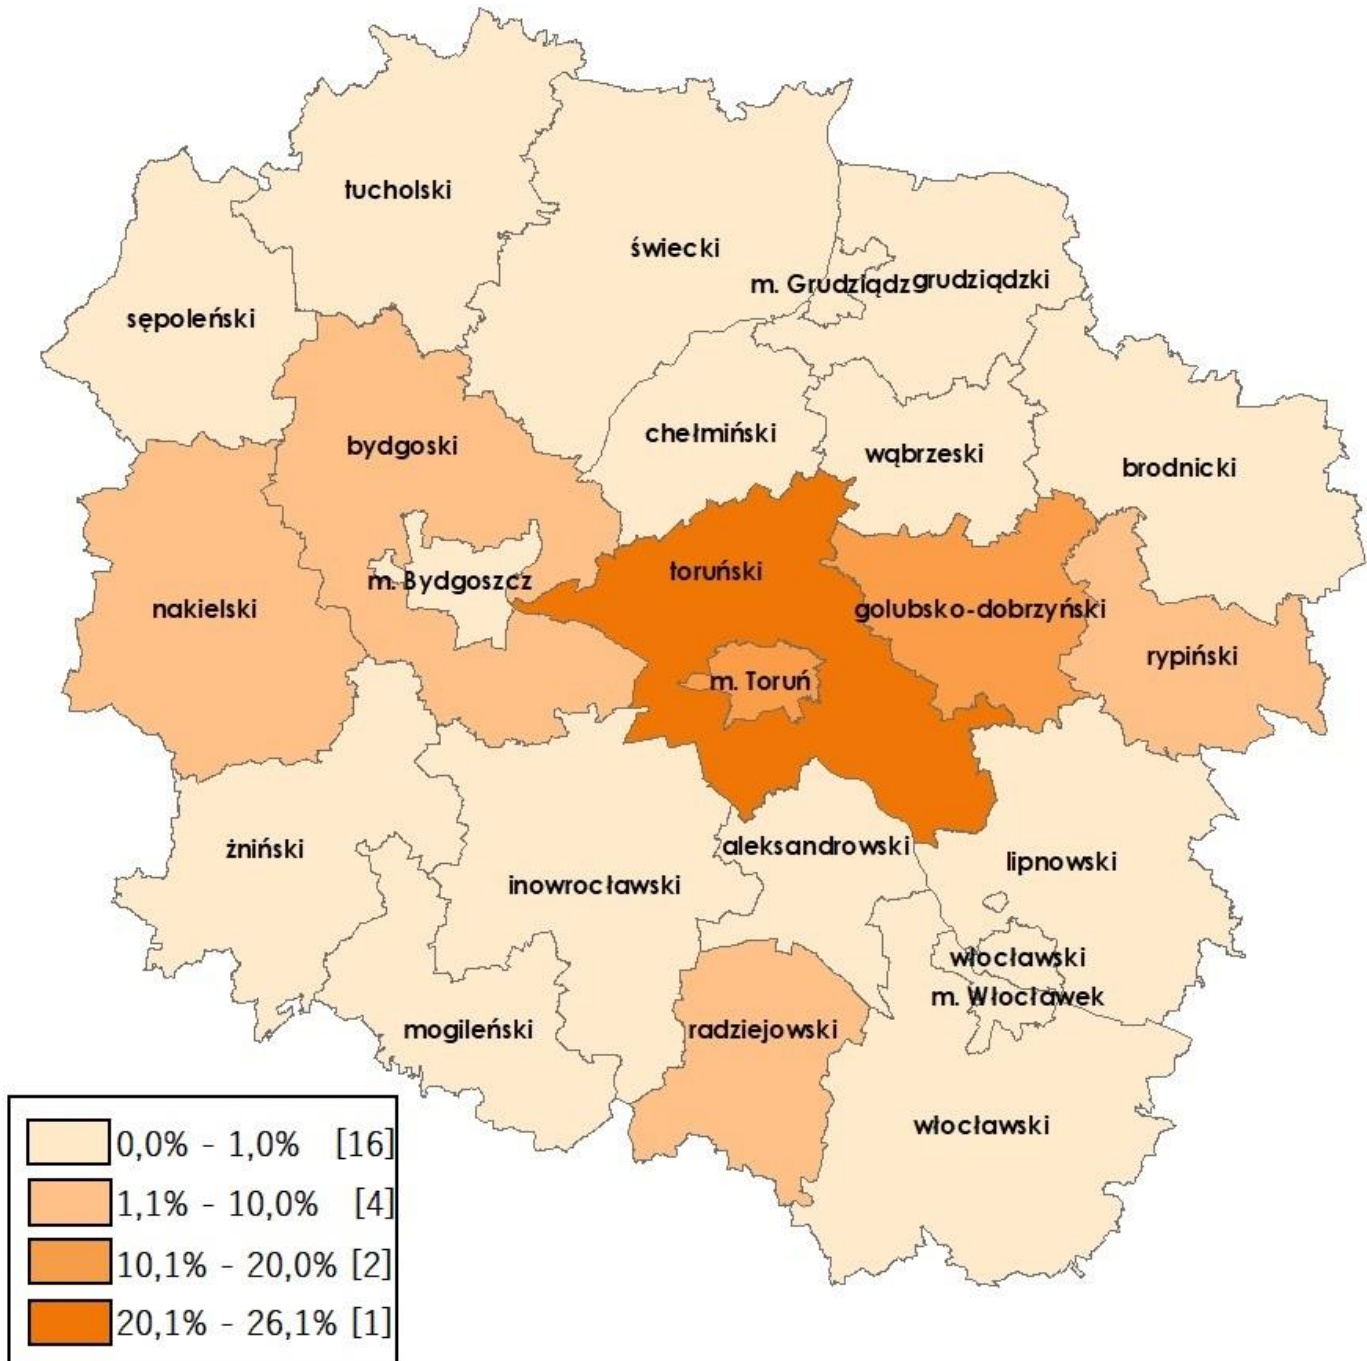 tucholski
świecki
m. Grudziądz
grudziądzki
sępoleński
chełmiński
bydgoski
wąbrzeski
brodnicki
toruński
m. Bydgoszcz
nakielski
golubsko-dobrzyński
rypiński
m. Toruń
żniński
aleksandrowski
lipnowski
inowrocławski
włocławski
m. Włocławek
mogileński
radziejowski
włocławski
0,0% - 1,0% [16]
1,1% - 10,0% [4]
10,1% - 20,0% [2]
20,1% - 26,1% [1]